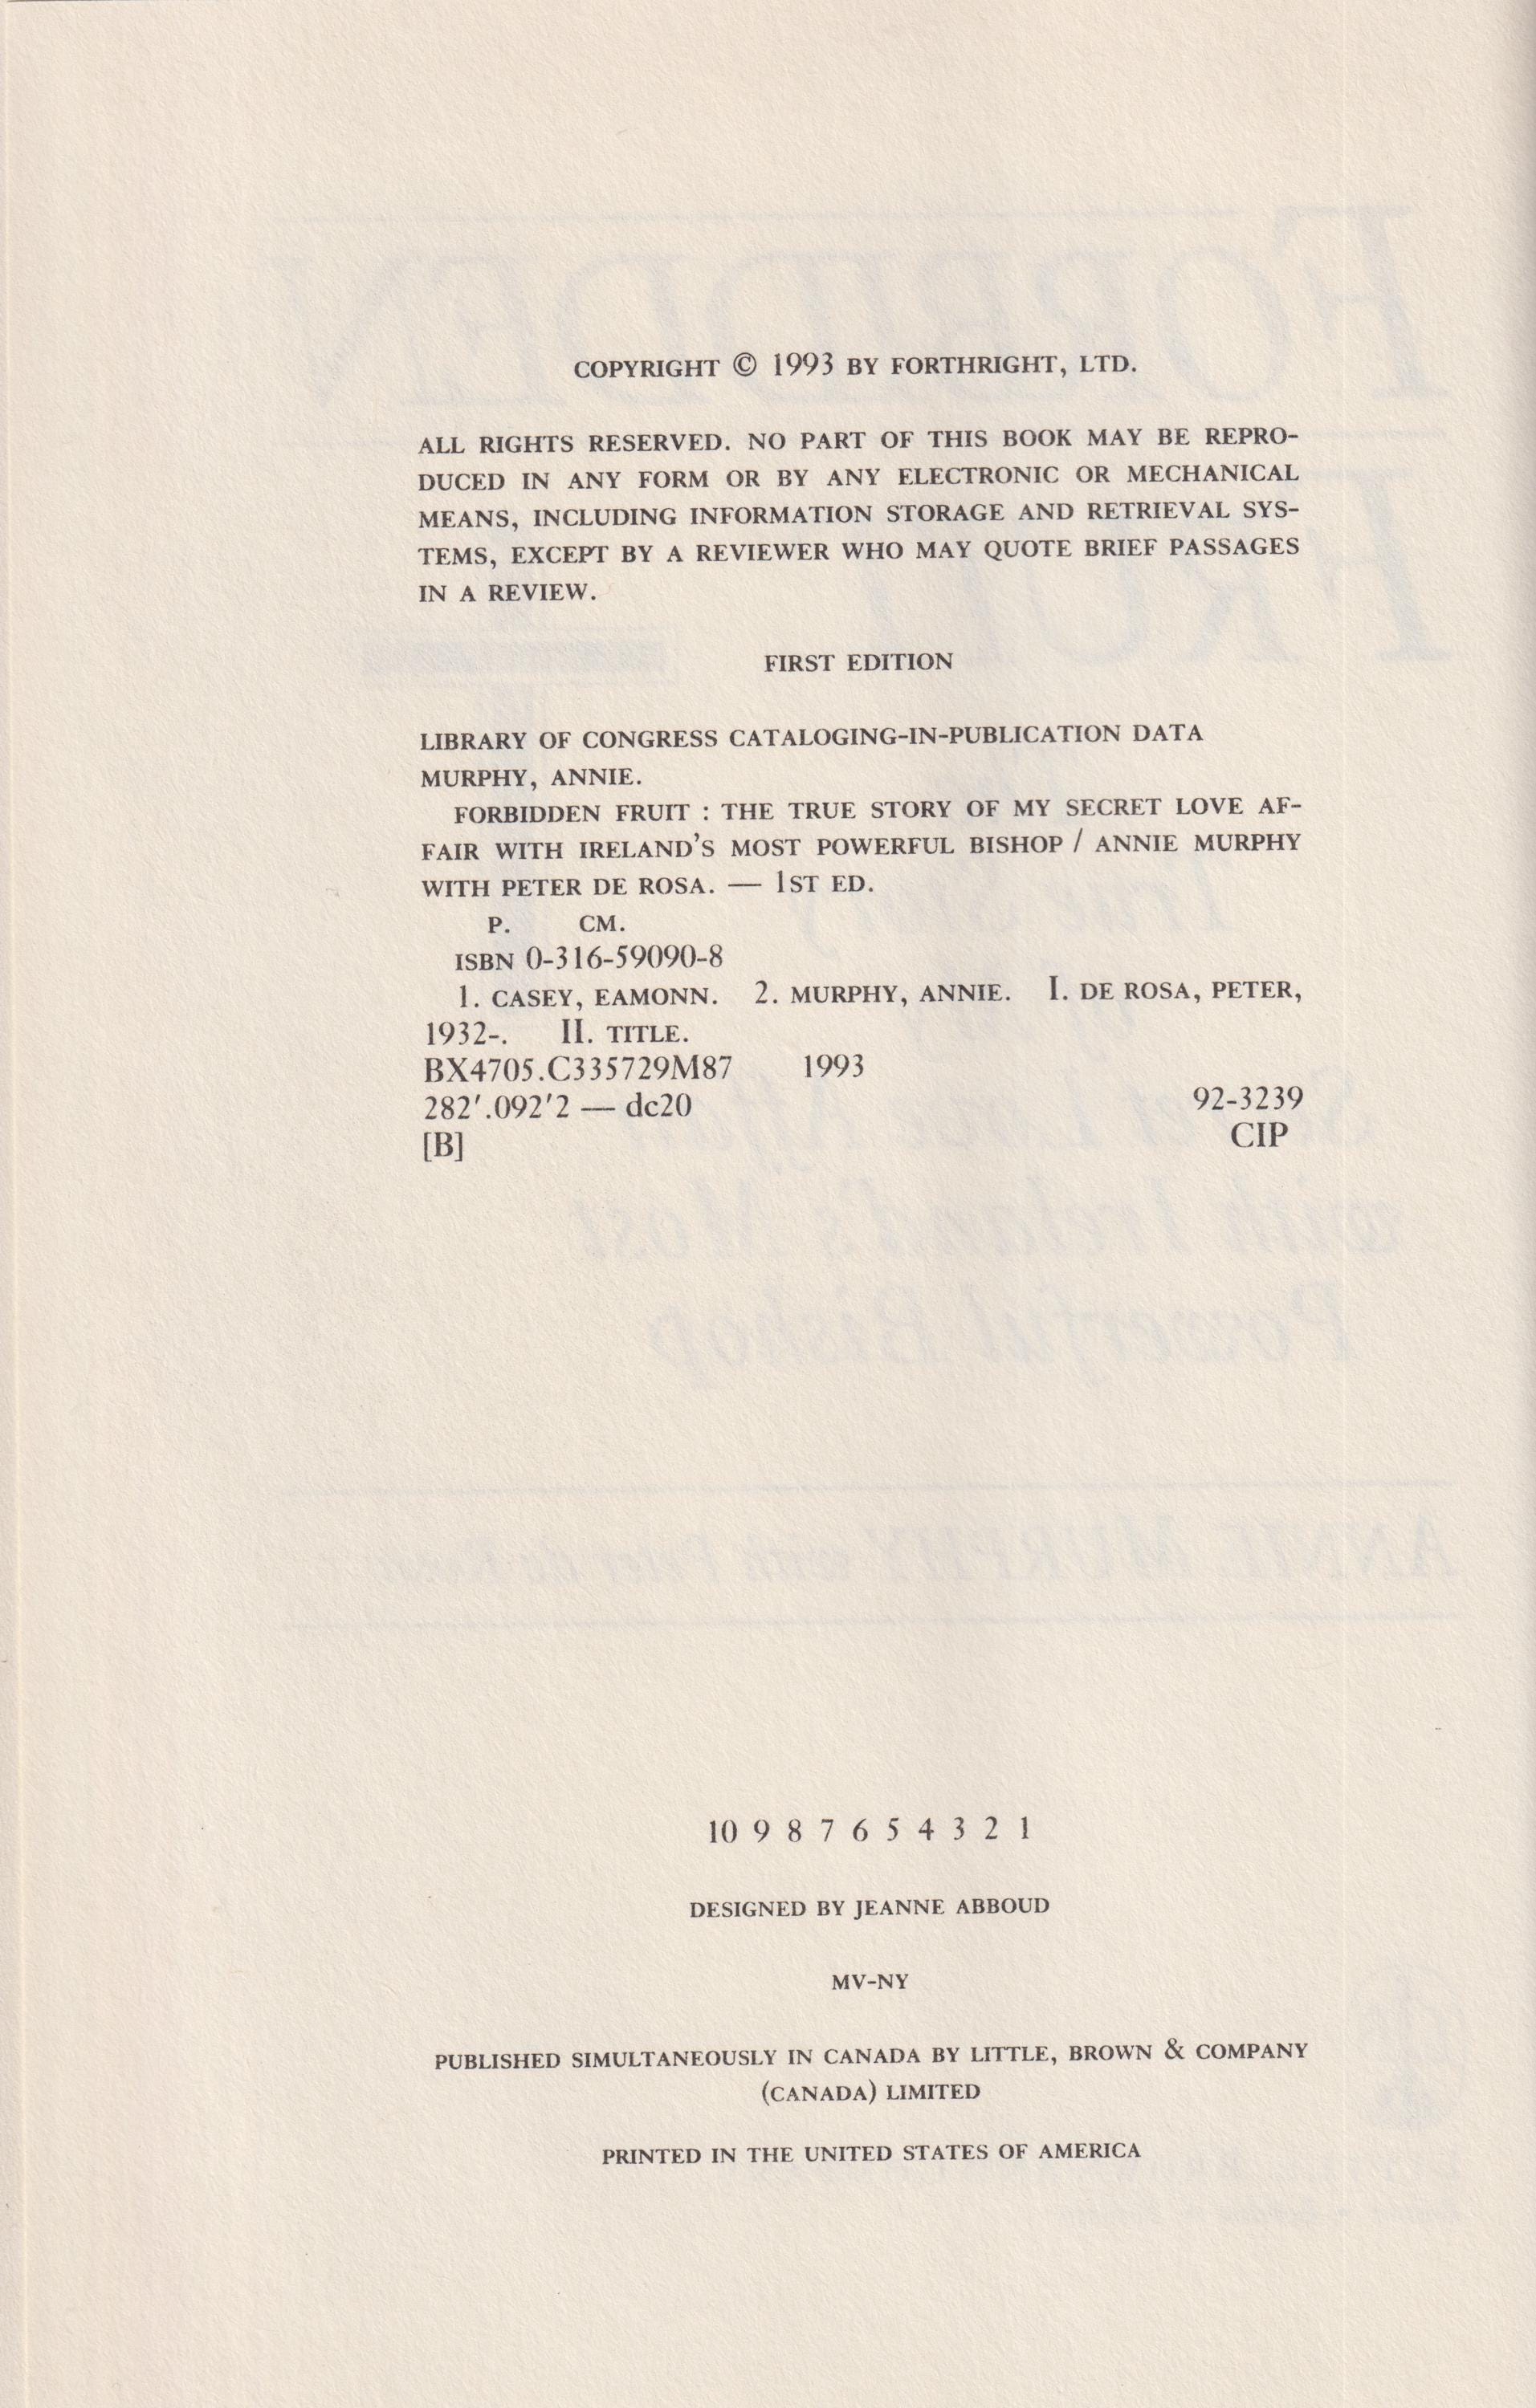 COPYRIGHT © 1993 BY FORTHRIGHT, LTD.
ALL RIGHTS RESERVED. NO PART OF THIS BOOK MAY BE REPRO-
DUCED IN ANY FORM OR BY ANY ELECTRONIC OR MECHANICAL
MEANS, INCLUDING INFORMATION STORAGE AND RETRIEVAL SYS-
TEMS, EXCEPT BY A REVIEWER WHO MAY QUOTE BRIEF PASSAGES
IN A REVIEW.
FIRST EDITION
LIBRARY OF CONGRESS CATALOGING-IN-PUBLICATION DATA
MURPHY, ANNIE.
FORBIDDEN FRUIT : THE TRUE STORY OF MY SECRET LOVE AF-
FAIR WITH IRELAND'S MOST POWERFUL BISHOP / ANNIE MURPHY
WITH PETER DE ROSA. — 1ST ED.
P. CM.
ISBN 0-316-59090-8
1. CASEY, EAMONN. 2. MURPHY, ANNIE. I. DE ROSA, PETER,
1932-. II. TITLE.
BX4705.C335729M87 1993
282'.092'2 — dc20 92-3239
[B] CIP
10 9 8 7 6 5 4 3 2 1
DESIGNED BY JEANNE ABBOUD
MV-NY
PUBLISHED SIMULTANEOUSLY IN CANADA BY LITTLE, BROWN & COMPANY
(CANADA) LIMITED
PRINTED IN THE UNITED STATES OF AMERICA